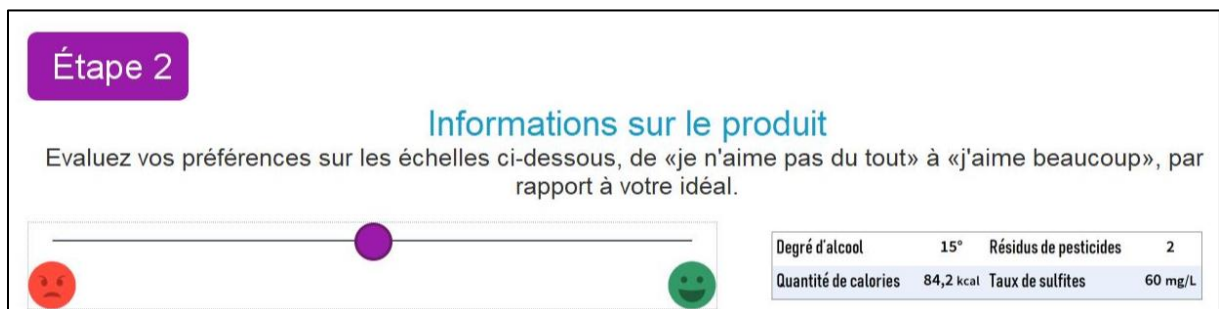 Étape 2
Informations sur le produit
Evaluez vos préférences sur les échelles ci-dessous, de «je n'aime pas du tout» à «j'aime beaucoup», par
rapport à votre idéal.
Degré d'alcool 15° Résidus de pesticides 2
Quantité de calories 84,2 kcal Taux de sulfites 60 mg/L